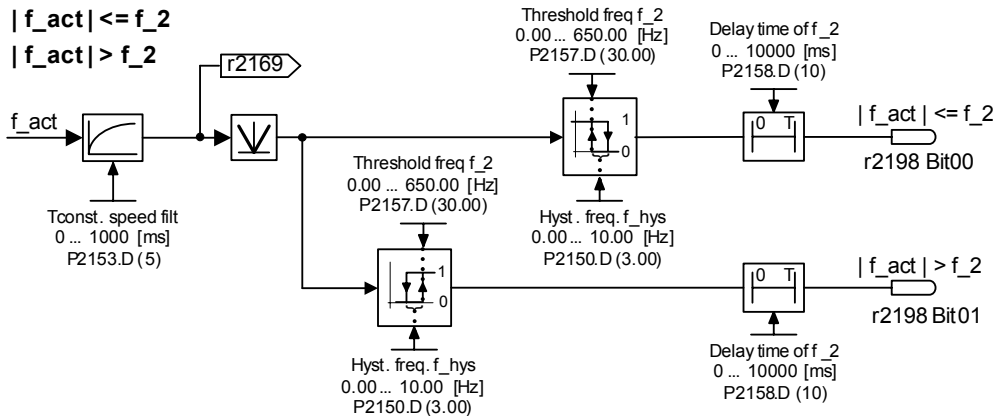 | f_act | <= f_2
| f_act | > f_2
r2169
f_act
Tconst. speed filt
0 ... 1000 [ms]
P2153.D (5)
Threshold freq f_2
0.00 ... 650.00 [Hz]
P2157.D (30.00)
1
0
Hyst. freq. f_hys
0.00 ... 10.00 [Hz]
P2150.D (3.00)
Delay time of f_2
0 ... 10000 [ms]
P2158.D (10)
0 T
| f_act | <= f_2
r2198 Bit00
Threshold freq f_2
0.00 ... 650.00 [Hz]
P2157.D (30.00)
1
0
Hyst. freq. f_hys
0.00 ... 10.00 [Hz]
P2150.D (3.00)
0 T
Delay time of f_2
0 ... 10000 [ms]
P2158.D (10)
| f_act | > f_2
r2198 Bit01